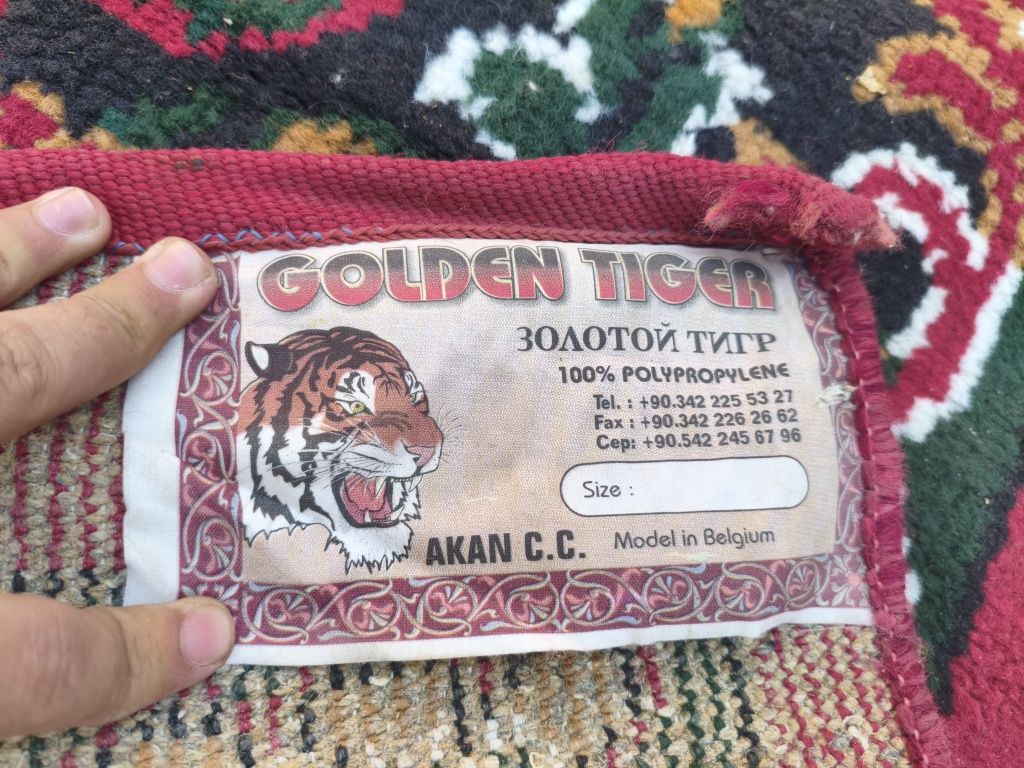 GOLDEN TIGER
ЗОЛОТОЙ ТИГР
100% POLYPROPYLENE
Tel. : +90.342 225 53 27
Fax : +90.342 226 26 62
Cep: +90.542 245 67 96
Size :
AKAN C.C.
Model in Belgium